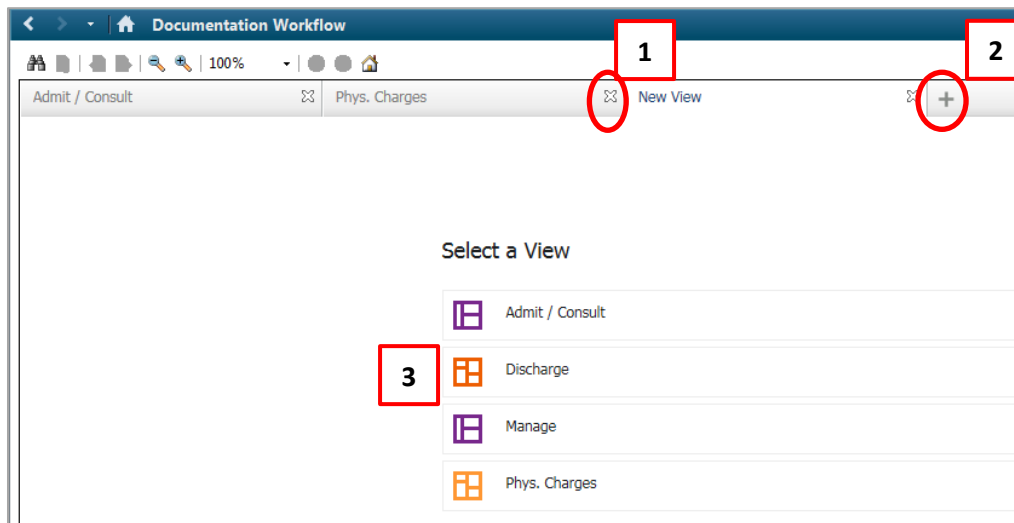 Documentation Workflow
1
2
100%
Admit / Consult
Phys. Charges
New View
Select a View
Admit / Consult
3
Discharge
Manage
Phys. Charges